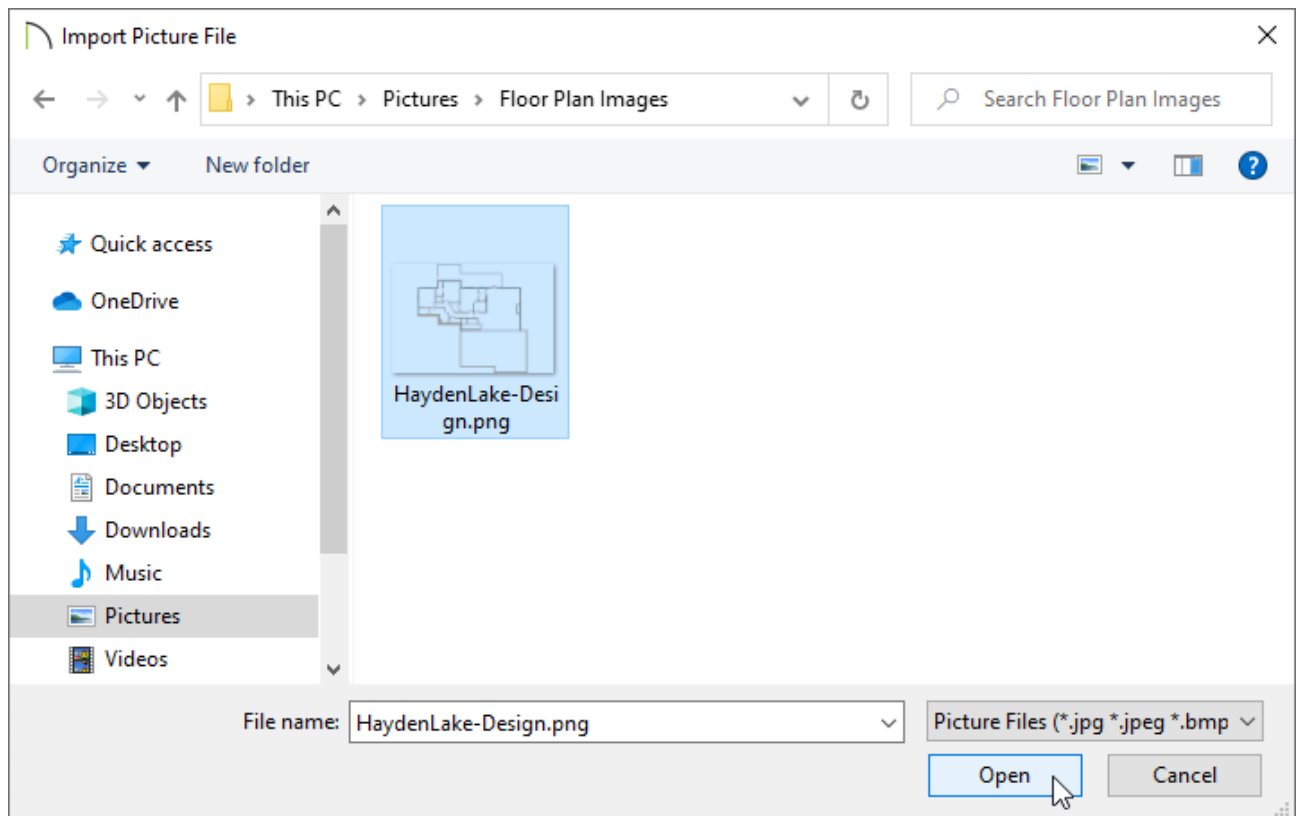 Import Picture File
This PC > Pictures > Floor Plan Images
Search Floor Plan Images
Organize
New folder
Quick access
OneDrive
This PC
3D Objects
Desktop
Documents
Downloads
Music
Pictures
Videos
HaydenLake-Desi
gn.png
File name: HaydenLake-Design.png
Picture Files (*.jpg *.jpeg *.bmp
Open
Cancel